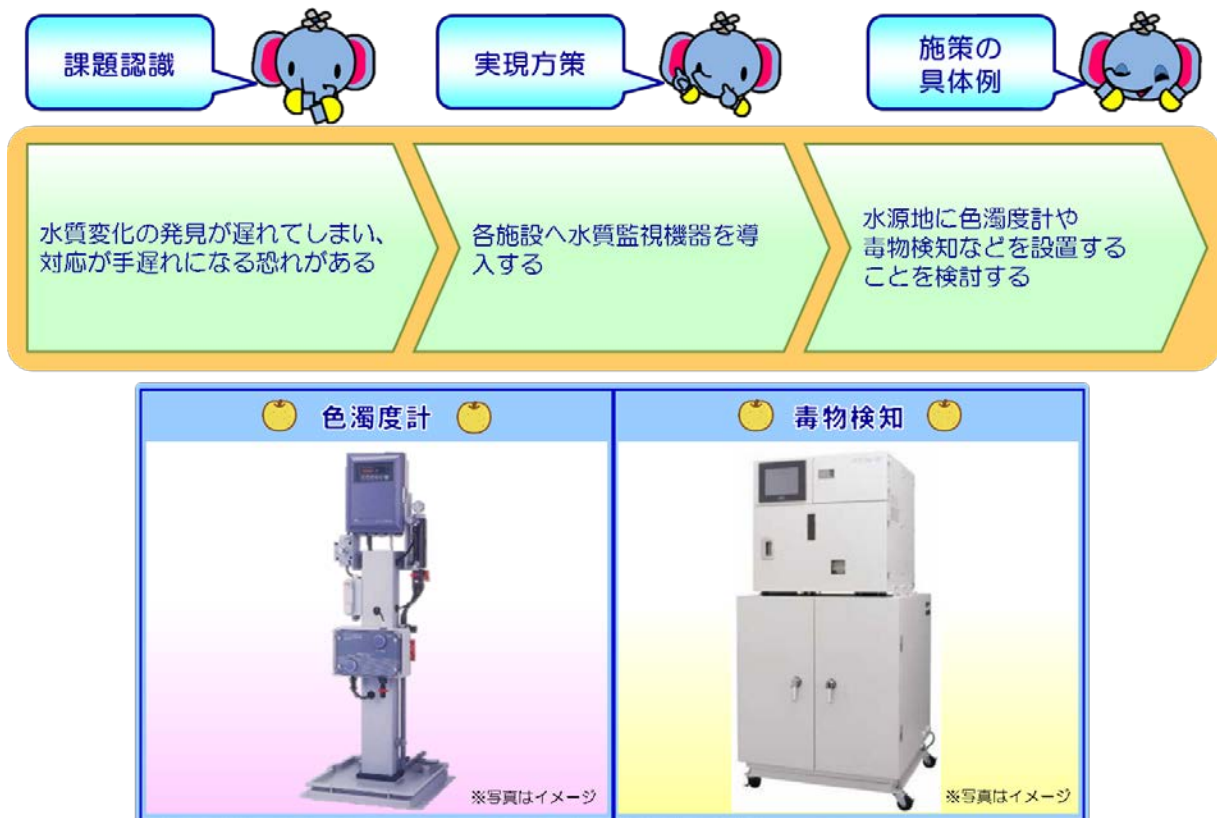 課題認識
実現方策
施策の
具体例
水質変化の発見が遅れてしまい、
対応が手遅れになる恐れがある
各施設へ水質監視機器を導
入する
水源地に色濁度計や
毒物検知などを設置する
ことを検討する
色濁度計
毒物検知
※写真はイメージ
※写真はイメージ